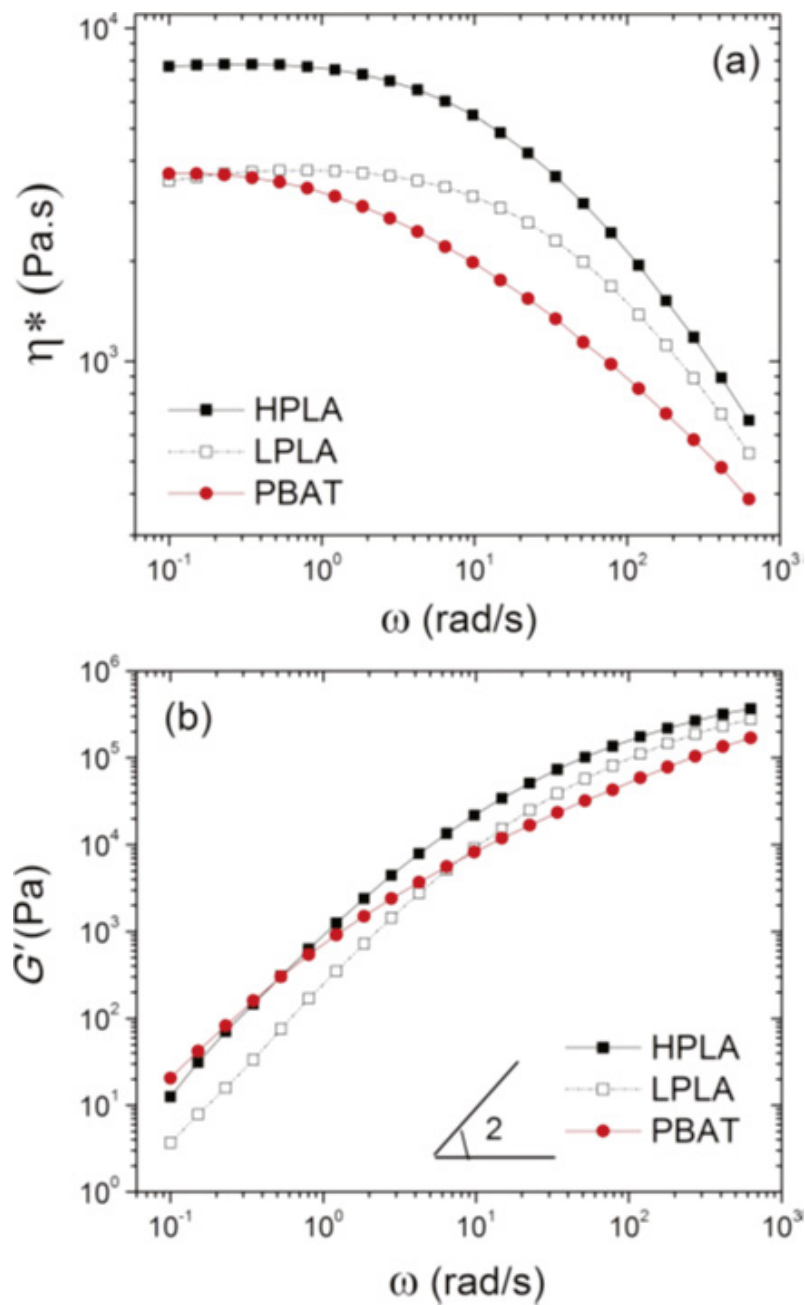 10⁴
(a)
η* (Pa.s)
10³
HPLA
LPLA
PBAT
10⁻¹ 10⁰ 10¹ 10² 10³
ω (rad/s)
10⁶
(b)
10⁵
10⁴
G′(Pa)
10³
10²
HPLA
LPLA
10¹
2
PBAT
10⁰
10⁻¹ 10⁰ 10¹ 10² 10³
ω (rad/s)